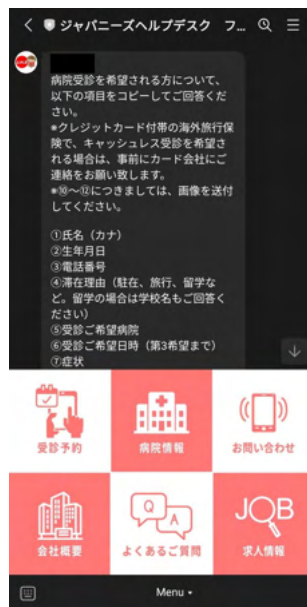 ジャパニーズヘルプデスク フ...
病院受診を希望される方について、
以下の項目をコピーしてご回答くだ
さい。
*クレジットカード付帯の海外旅行保
険で、キャッシュレス受診を希望さ
れる場合は、事前にカード会社にご
連絡をお願い致します。
*⑩〜⑫につきましては、画像を送付
してください。
①氏名(カナ)
②生年月日
③電話番号
④滞在理由(駐在、旅行、留学な
ど。留学の場合は学校名もご回答く
ださい)
⑤受診ご希望病院
⑥受診ご希望日時(第3希望まで)
⑦症状
受診予約
病院情報
お問い合わせ
会社概要
Q A
よくあるご質問
JOB
求人情報
Menu